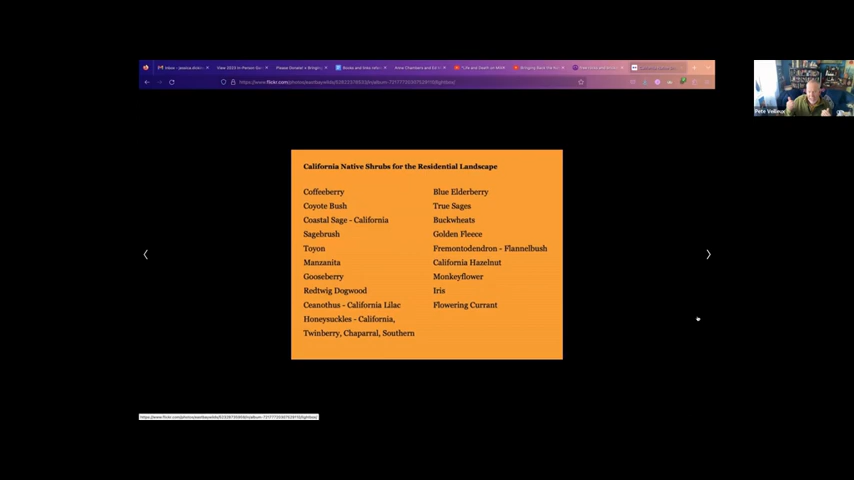 California Native Shrubs for the Residential Landscape
Coffeeberry
Coyote Bush
Coastal Sage - California
Sagebrush
Toyon
Manzanita
Gooseberry
Redtwig Dogwood
Ceanothus - California Lilac
Honeysuckles - California,
Twinberry, Chaparral, Southern
Blue Elderberry
True Sages
Buckwheats
Golden Fleece
Fremontodendron - Flannelbush
California Hazelnut
Monkeyflower
Iris
Flowering Currant
Pete Veilleux